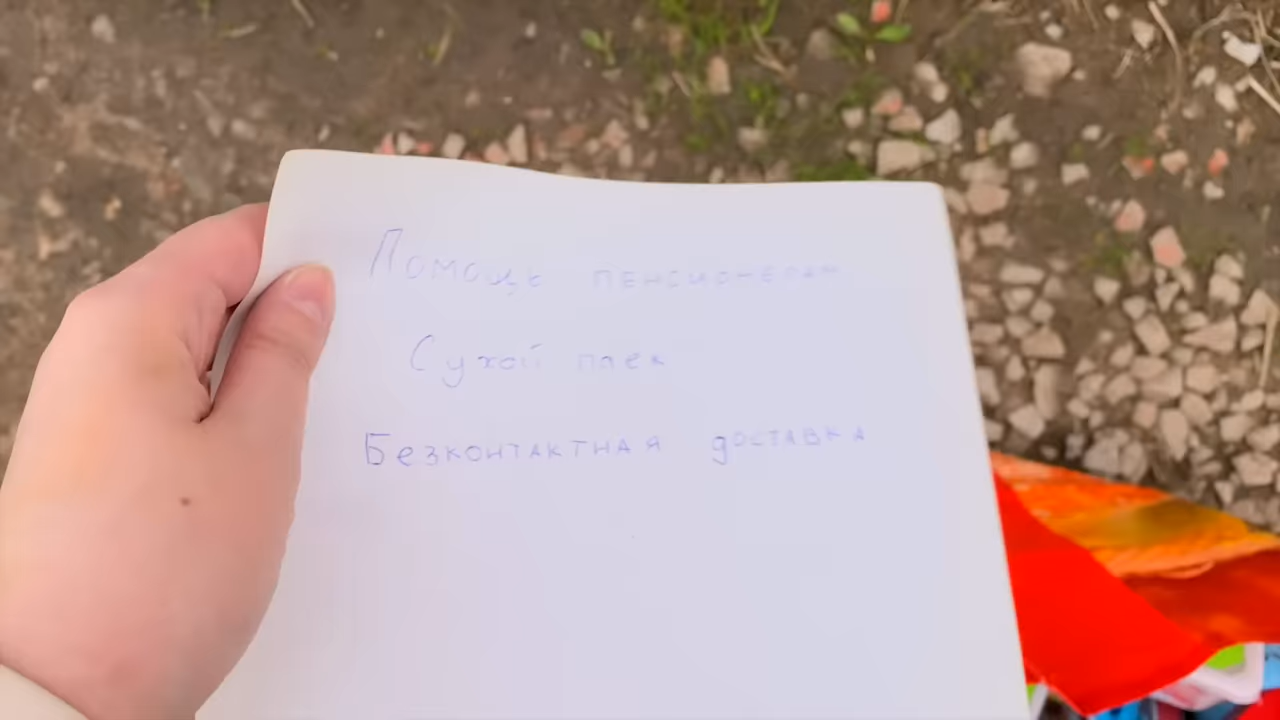 Помощь пенсионерам
Сухой паек
Безконтактная доставка